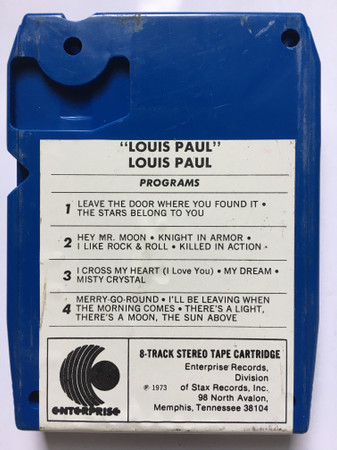 "LOUIS PAUL"
LOUIS PAUL
PROGRAMS
1 LEAVE THE DOOR WHERE YOU FOUND IT •
THE STARS BELONG TO YOU
2 HEY MR. MOON • KNIGHT IN ARMOR •
I LIKE ROCK & ROLL • KILLED IN ACTION •
3 I CROSS MY HEART (I Love You) • MY DREAM •
MISTY CRYSTAL
4 MERRY-GO-ROUND • I'LL BE LEAVING WHEN
THE MORNING COMES • THERE'S A LIGHT,
THERE'S A MOON, THE SUN ABOVE
8-TRACK STEREO TAPE CARTRIDGE
Enterprise Records,
Division
℗ 1973 of Stax Records, Inc.
98 North Avalon,
Memphis, Tennessee 38104
ENTERPRISE